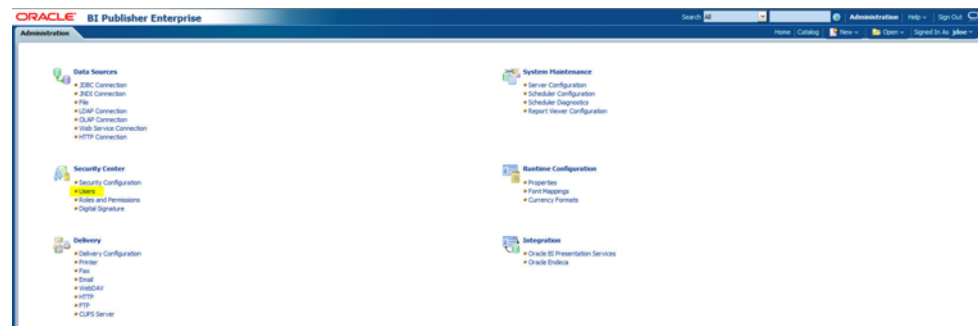 ORACLE BI Publisher Enterprise Search All Administration Help Sign Out
Administration Home Catalog New Open Signed In As jdoe
Data Sources
JDBC Connection
JNDI Connection
File
LDAP Connection
OLAP Connection
Web Service Connection
HTTP Connection
System Maintenance
Server Configuration
Scheduler Configuration
Scheduler Diagnostics
Report Viewer Configuration
Security Center
Security Configuration
Users
Roles and Permissions
Digital Signature
Runtime Configuration
Properties
Font Mappings
Currency Formats
Delivery
Delivery Configuration
Printer
Fax
Email
WebDAV
HTTP
FTP
CUPS Server
Integration
Oracle BI Presentation Services
Oracle Endeca